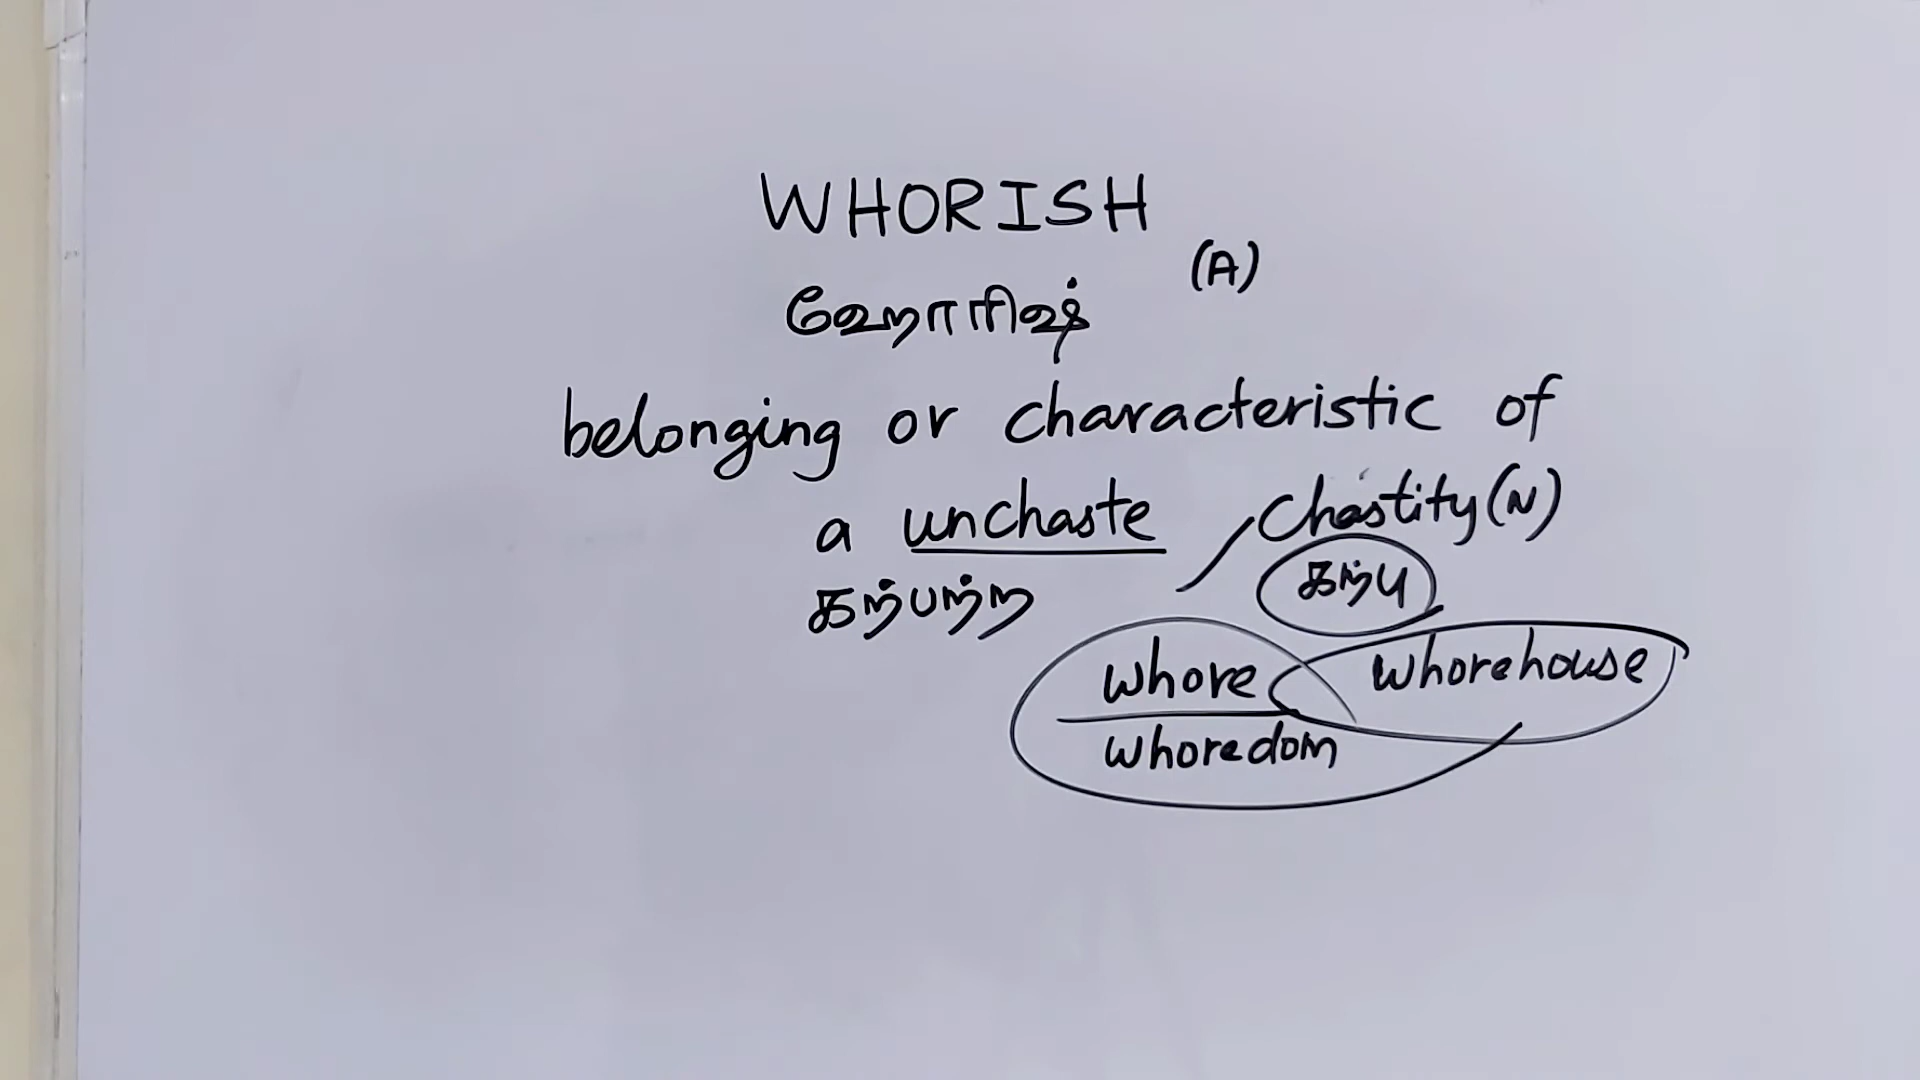 WHORISH
(A)
ஹோரிஷ்
belonging or characteristic of
a unchaste
Chastity (N)
கற்பற்ற
கற்பு
whore
whorehouse
whoredom